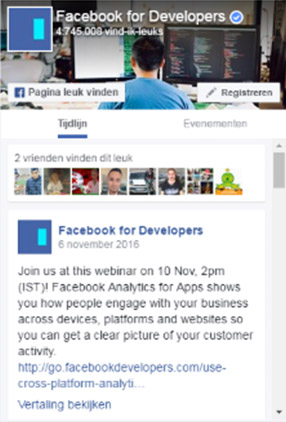 Facebook for Developers
4.745.008 vind-ik-leuks
Pagina leuk vinden
Registreren
Tijdlijn
Evenementen
2 vrienden vinden dit leuk
Facebook for Developers
6 november 2016
Join us at this webinar on 10 Nov, 2pm
(IST)! Facebook Analytics for Apps shows
you how people engage with your business
across devices, platforms and websites so
you can get a clear picture of your customer
activity.
http://go.facebookdevelopers.com/use-
cross-platform-analyti…
Vertaling bekijken